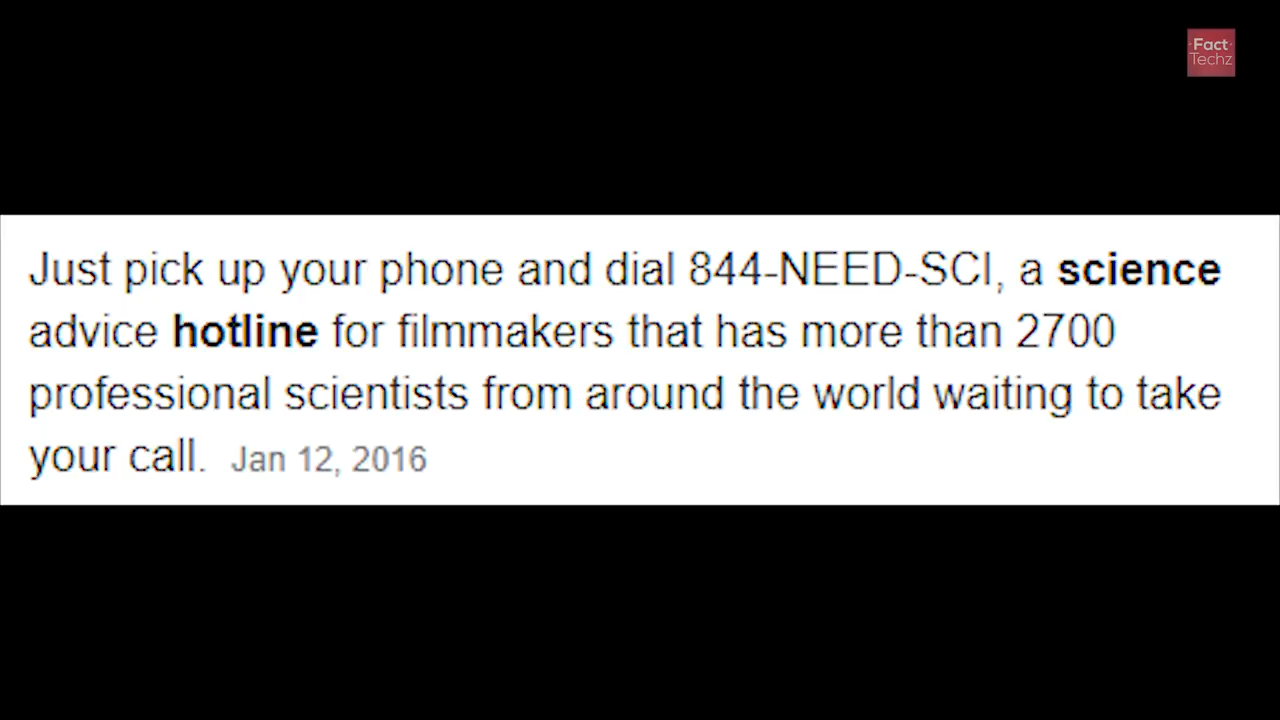 Fact
Techz
Just pick up your phone and dial 844-NEED-SCI, a science
advice hotline for filmmakers that has more than 2700
professional scientists from around the world waiting to take
your call. Jan 12, 2016